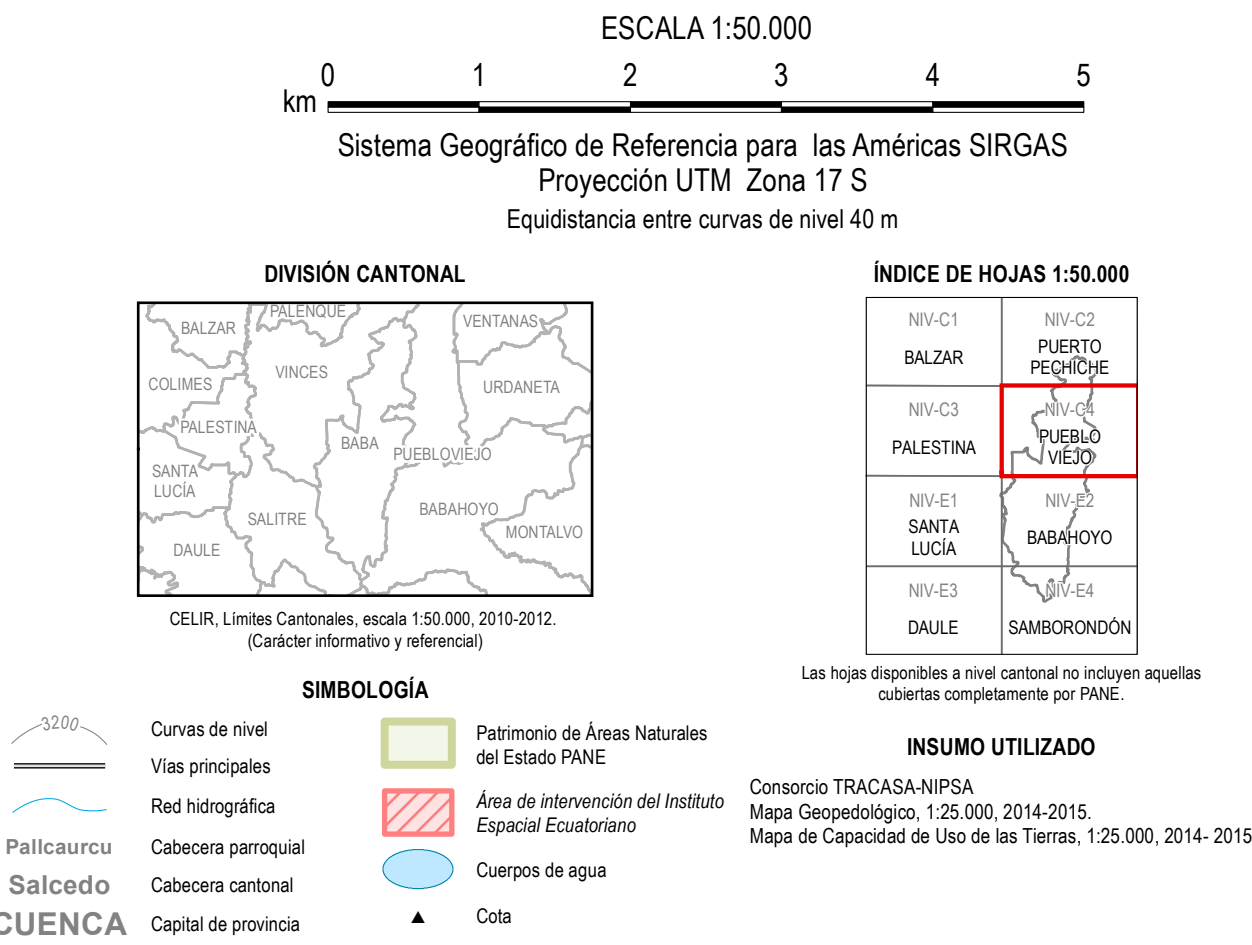 ESCALA 1:50.000
0 1 2 3 4 5
km
Sistema Geográfico de Referencia para las Américas SIRGAS
Proyección UTM Zona 17 S
Equidistancia entre curvas de nivel 40 m
DIVISIÓN CANTONAL
PALENQUE
BALZAR
VENTANAS
VINCES
COLIMES
URDANETA
PALESTINA
BABA
PUEBLOVIEJO
SANTA
LUCÍA
BABAHOYO
SALITRE
MONTALVO
DAULE
CELIR, Límites Cantonales, escala 1:50.000, 2010-2012.
(Carácter informativo y referencial)
ÍNDICE DE HOJAS 1:50.000
NIV-C1
BALZAR
NIV-C2
PUERTO
PECHICHE
NIV-C3
PALESTINA
NIV-C4
PUEBLO
VIEJO
NIV-E1
SANTA
LUCÍA
NIV-E2
BABAHOYO
NIV-E3
DAULE
NIV-E4
SAMBORONDÓN
Las hojas disponibles a nivel cantonal no incluyen aquellas
cubiertas completamente por PANE.
SIMBOLOGÍA
3200
Curvas de nivel
Vías principales
Red hidrográfica
Pallcaurcu
Cabecera parroquial
Salcedo
Cabecera cantonal
CUENCA
Capital de provincia
Patrimonio de Áreas Naturales
del Estado PANE
Área de intervención del Instituto
Espacial Ecuatoriano
Cuerpos de agua
Cota
INSUMO UTILIZADO
Consorcio TRACASA-NIPSA
Mapa Geopedológico, 1:25.000, 2014-2015.
Mapa de Capacidad de Uso de las Tierras, 1:25.000, 2014- 2015